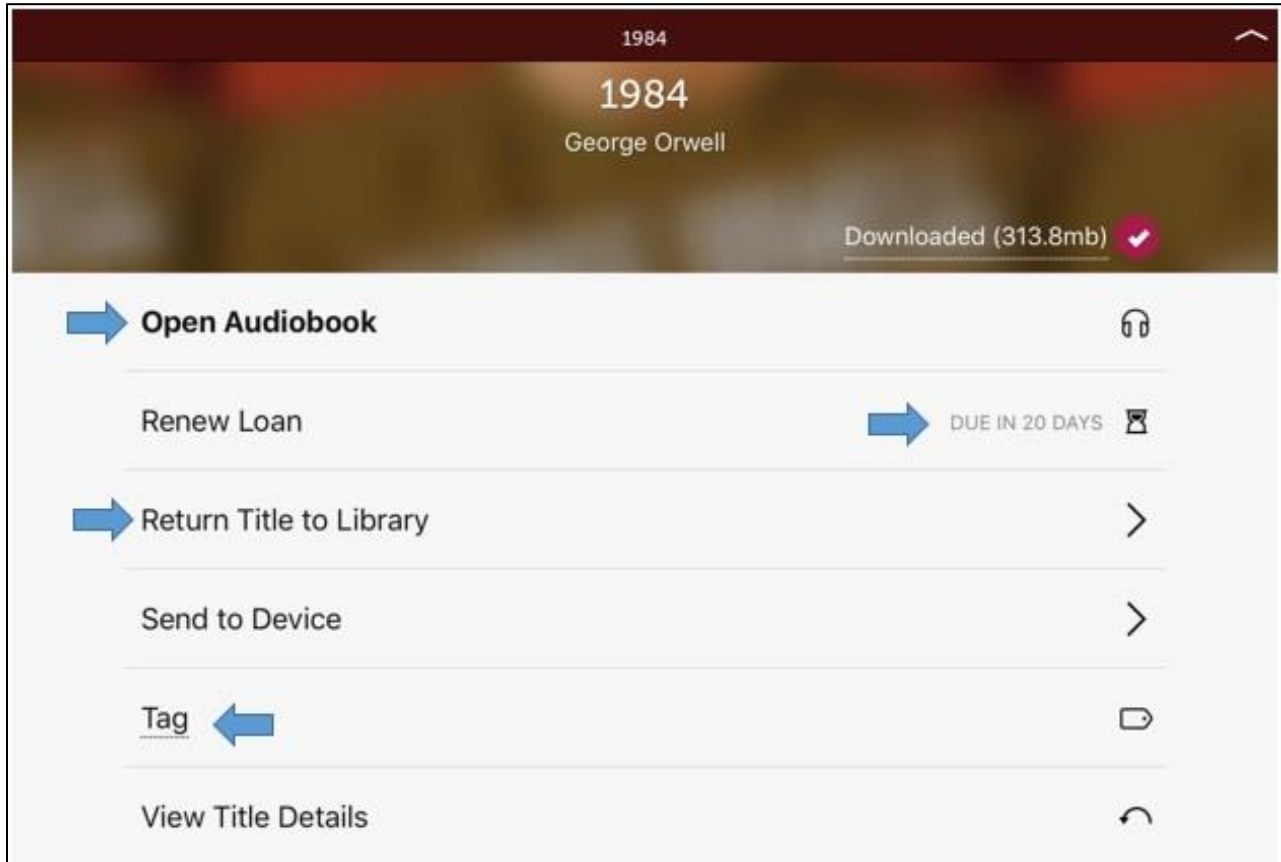 1984
1984
George Orwell
Downloaded (313.8mb)
Open Audiobook
Renew Loan DUE IN 20 DAYS
Return Title to Library
Send to Device
Tag
View Title Details